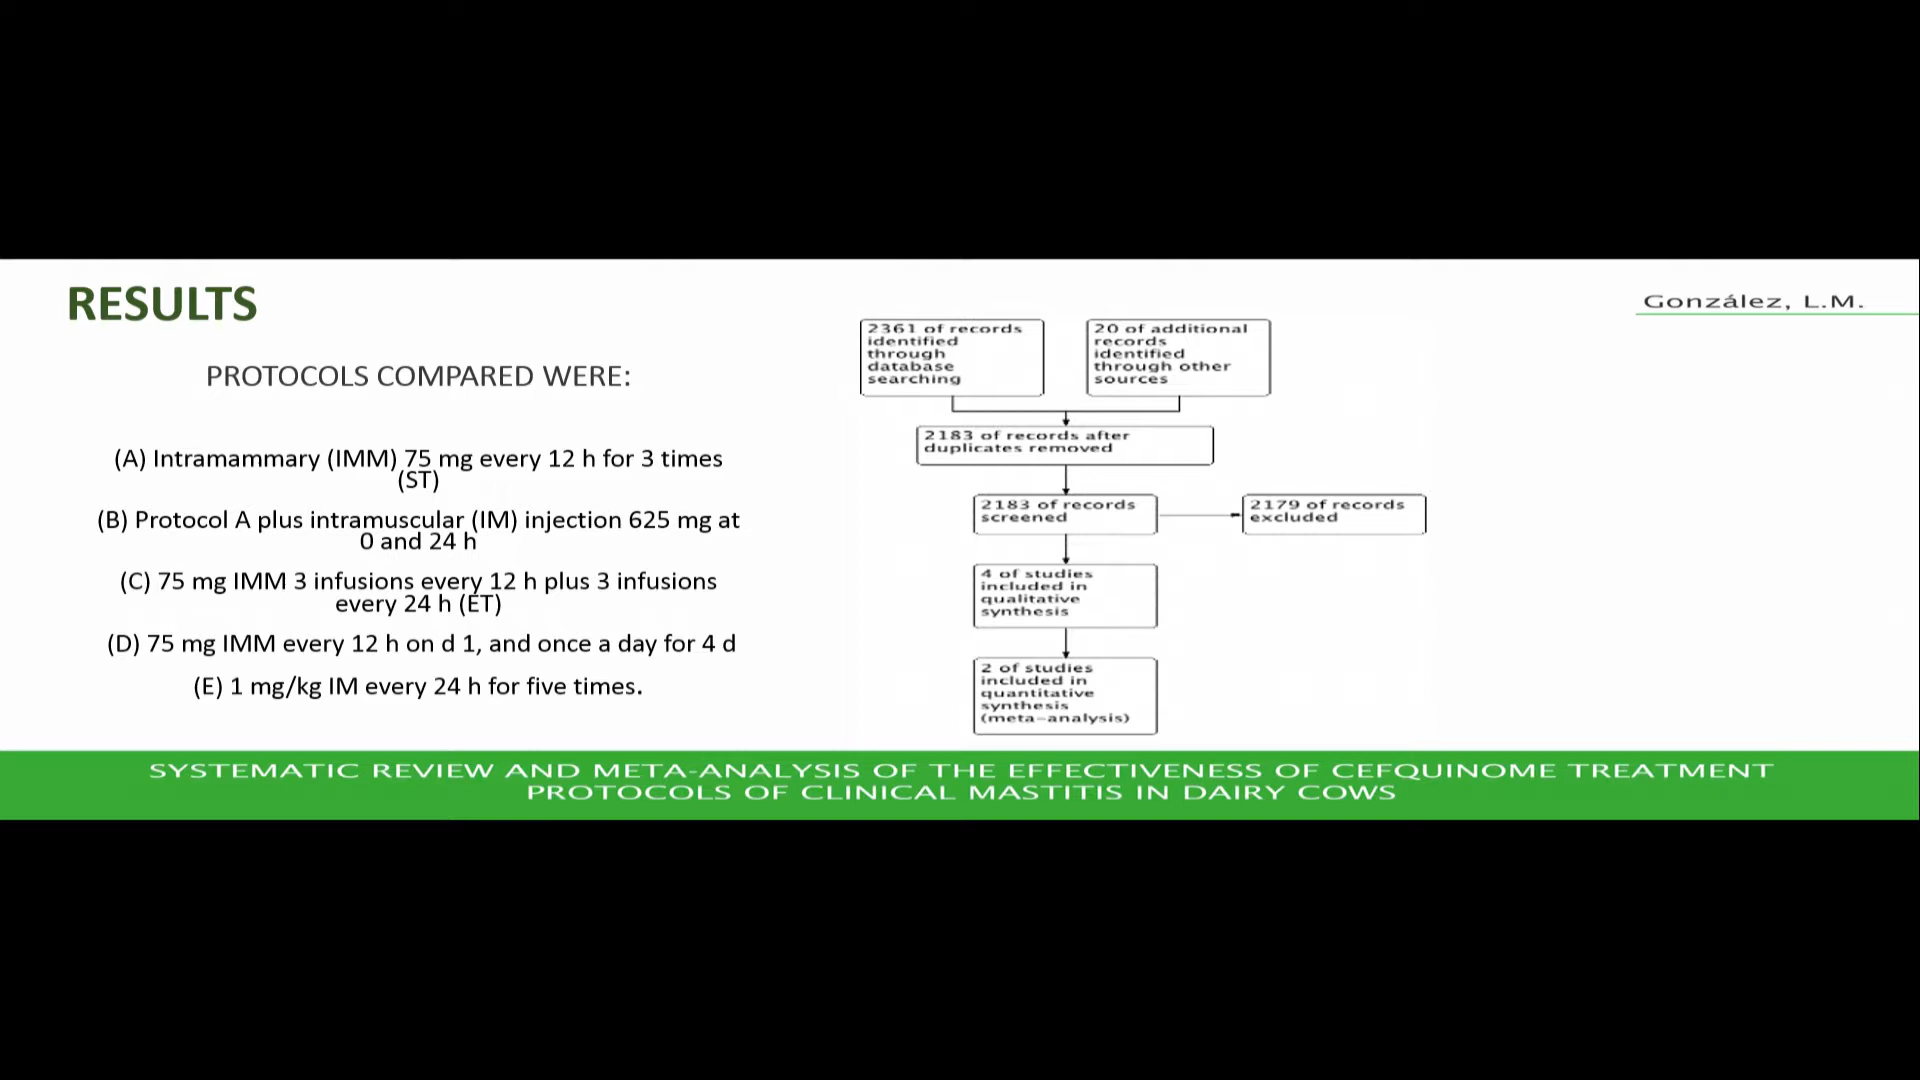 RESULTS
González, L.M.
PROTOCOLS COMPARED WERE:
(A) Intramammary (IMM) 75 mg every 12 h for 3 times
(ST)
(B) Protocol A plus intramuscular (IM) injection 625 mg at
0 and 24 h
(C) 75 mg IMM 3 infusions every 12 h plus 3 infusions
every 24 h (ET)
(D) 75 mg IMM every 12 h on d 1, and once a day for 4 d
(E) 1 mg/kg IM every 24 h for five times.
2361 of records
identified
through
database
searching
20 of additional
records
identified
through other
sources
2183 of records after
duplicates removed
2183 of records
screened
2179 of records
excluded
4 of studies
included in
qualitative
synthesis
2 of studies
included in
quantitative
synthesis
(meta-analysis)
SYSTEMATIC REVIEW AND META-ANALYSIS OF THE EFFECTIVENESS OF CEFQUINOME TREATMENT
PROTOCOLS OF CLINICAL MASTITIS IN DAIRY COWS